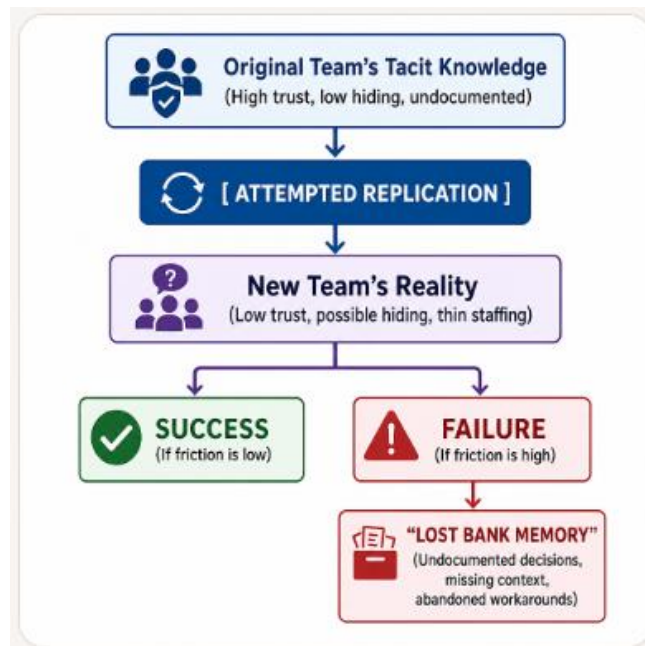 Original Team's Tacit Knowledge
(High trust, low hiding, undocumented)
[ ATTEMPTED REPLICATION ]
?
New Team's Reality
(Low trust, possible hiding, thin staffing)
SUCCESS
(If friction is low)
FAILURE
(If friction is high)
"LOST BANK MEMORY"
(Undocumented decisions,
missing context,
abandoned workarounds)